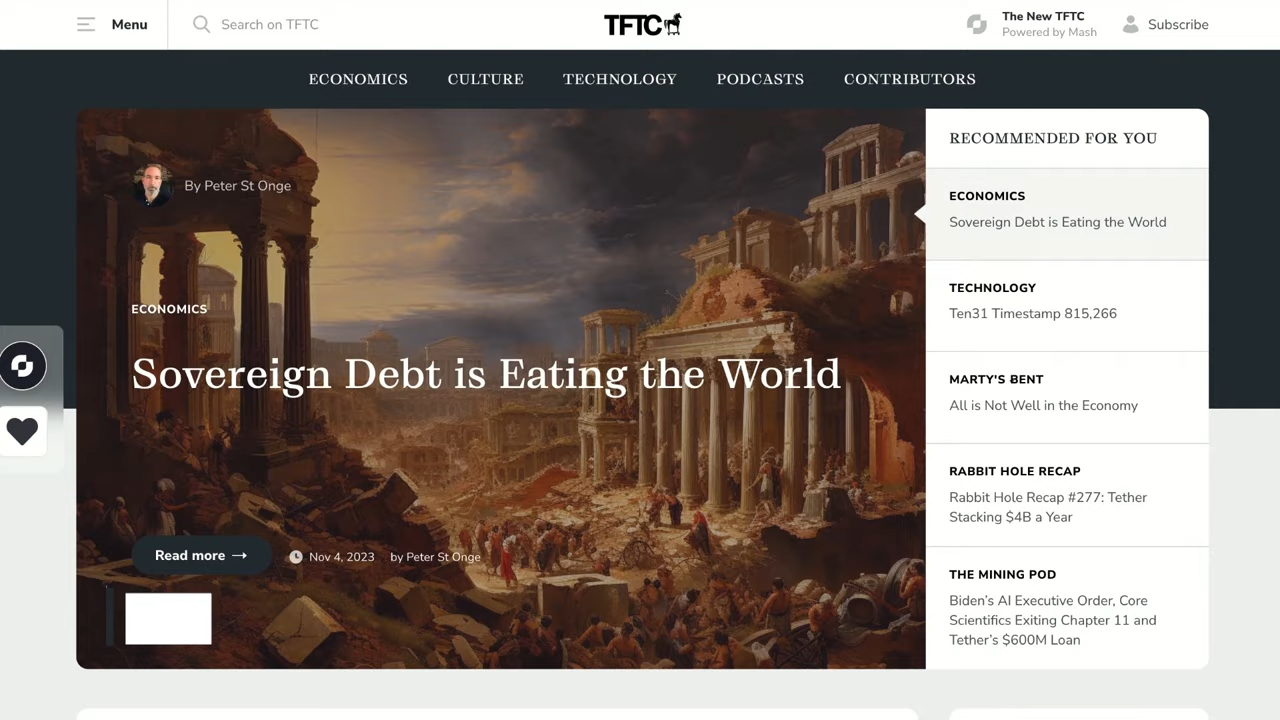 Menu
Search on TFTC
TFTC
The New TFTC
Powered by Mash
Subscribe
ECONOMICS
CULTURE
TECHNOLOGY
PODCASTS
CONTRIBUTORS
By Peter St Onge
ECONOMICS
Sovereign Debt is Eating the World
Read more →
Nov 4, 2023
by Peter St Onge
RECOMMENDED FOR YOU
ECONOMICS
Sovereign Debt is Eating the World
TECHNOLOGY
Ten31 Timestamp 815,266
MARTY'S ɃENT
All is Not Well in the Economy
RABBIT HOLE RECAP
Rabbit Hole Recap #277: Tether
Stacking $4B a Year
THE MINING POD
Biden’s AI Executive Order, Core
Scientifics Exiting Chapter 11 and
Tether’s $600M Loan